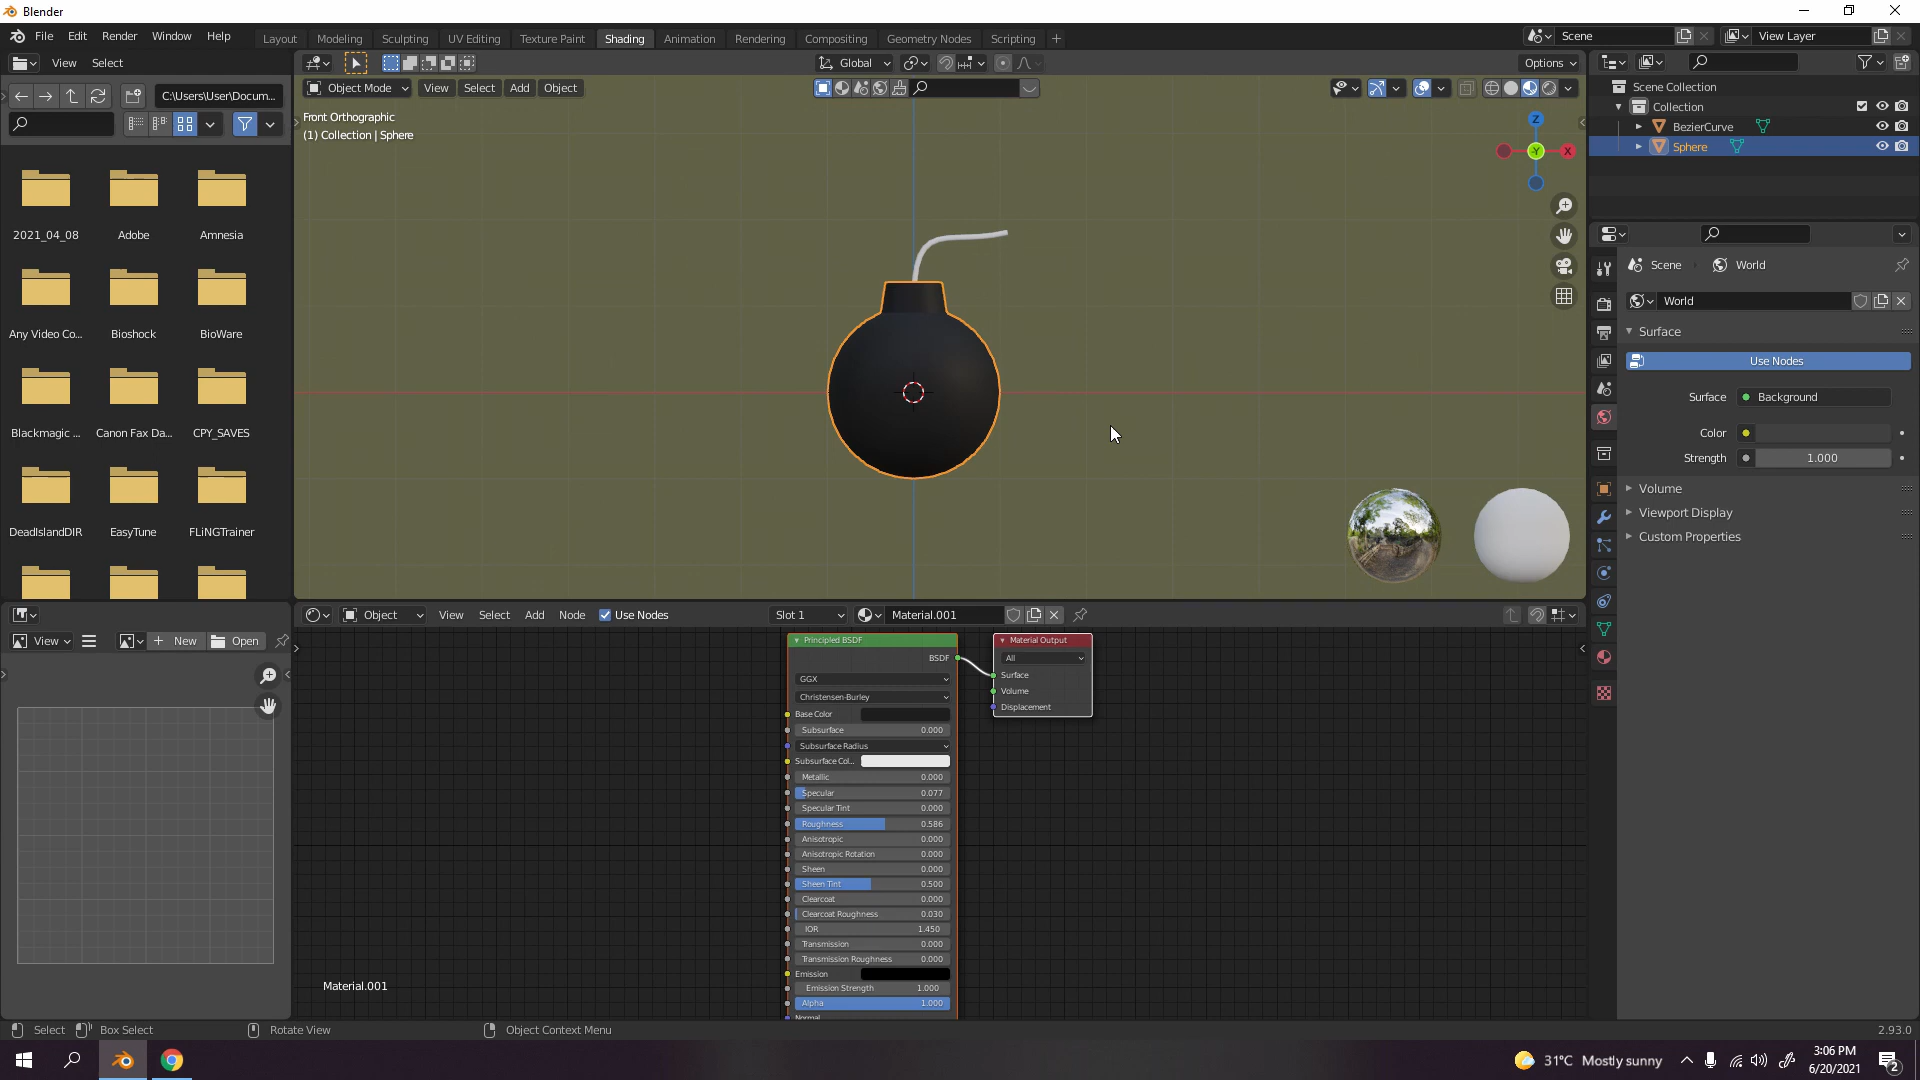 Blender
File Edit Render Window Help
Layout Modeling Sculpting UV Editing Texture Paint Shading Animation Rendering Compositing Geometry Nodes Scripting
Scene
View Layer
View Select
Global
Options
C:\Users\User\Docum...
Object Mode View Select Add Object
Front Orthographic
(1) Collection | Sphere
Z
Y
X
Scene Collection
Collection
BezierCurve
Sphere
2021_04_08 Adobe Amnesia
Any Video Co... Bioshock BioWare
Blackmagic ... Canon Fax Da... CPY_SAVES
DeadIslandDIR EasyTune FLiNGTrainer
Scene World
World
Surface
Use Nodes
Surface Background
Color
Strength 1.000
Volume
Viewport Display
Custom Properties
View New Open
Object View Select Add Node Use Nodes Slot 1 Material.001
Principled BSDF
BSDF
GGX
Christensen-Burley
Base Color
Subsurface 0.000
Subsurface Radius
Subsurface Col...
Metallic 0.000
Specular 0.077
Specular Tint 0.000
Roughness 0.586
Anisotropic 0.000
Anisotropic Rotation 0.000
Sheen 0.000
Sheen Tint 0.500
Clearcoat 0.000
Clearcoat Roughness 0.030
IOR 1.450
Transmission 0.000
Transmission Roughness 0.000
Emission
Emission Strength 1.000
Alpha 1.000
Normal
Material Output
All
Surface
Volume
Displacement
Material.001
Select Box Select Rotate View Object Context Menu 2.93.0
31°C Mostly sunny
3:06 PM
6/20/2021
2